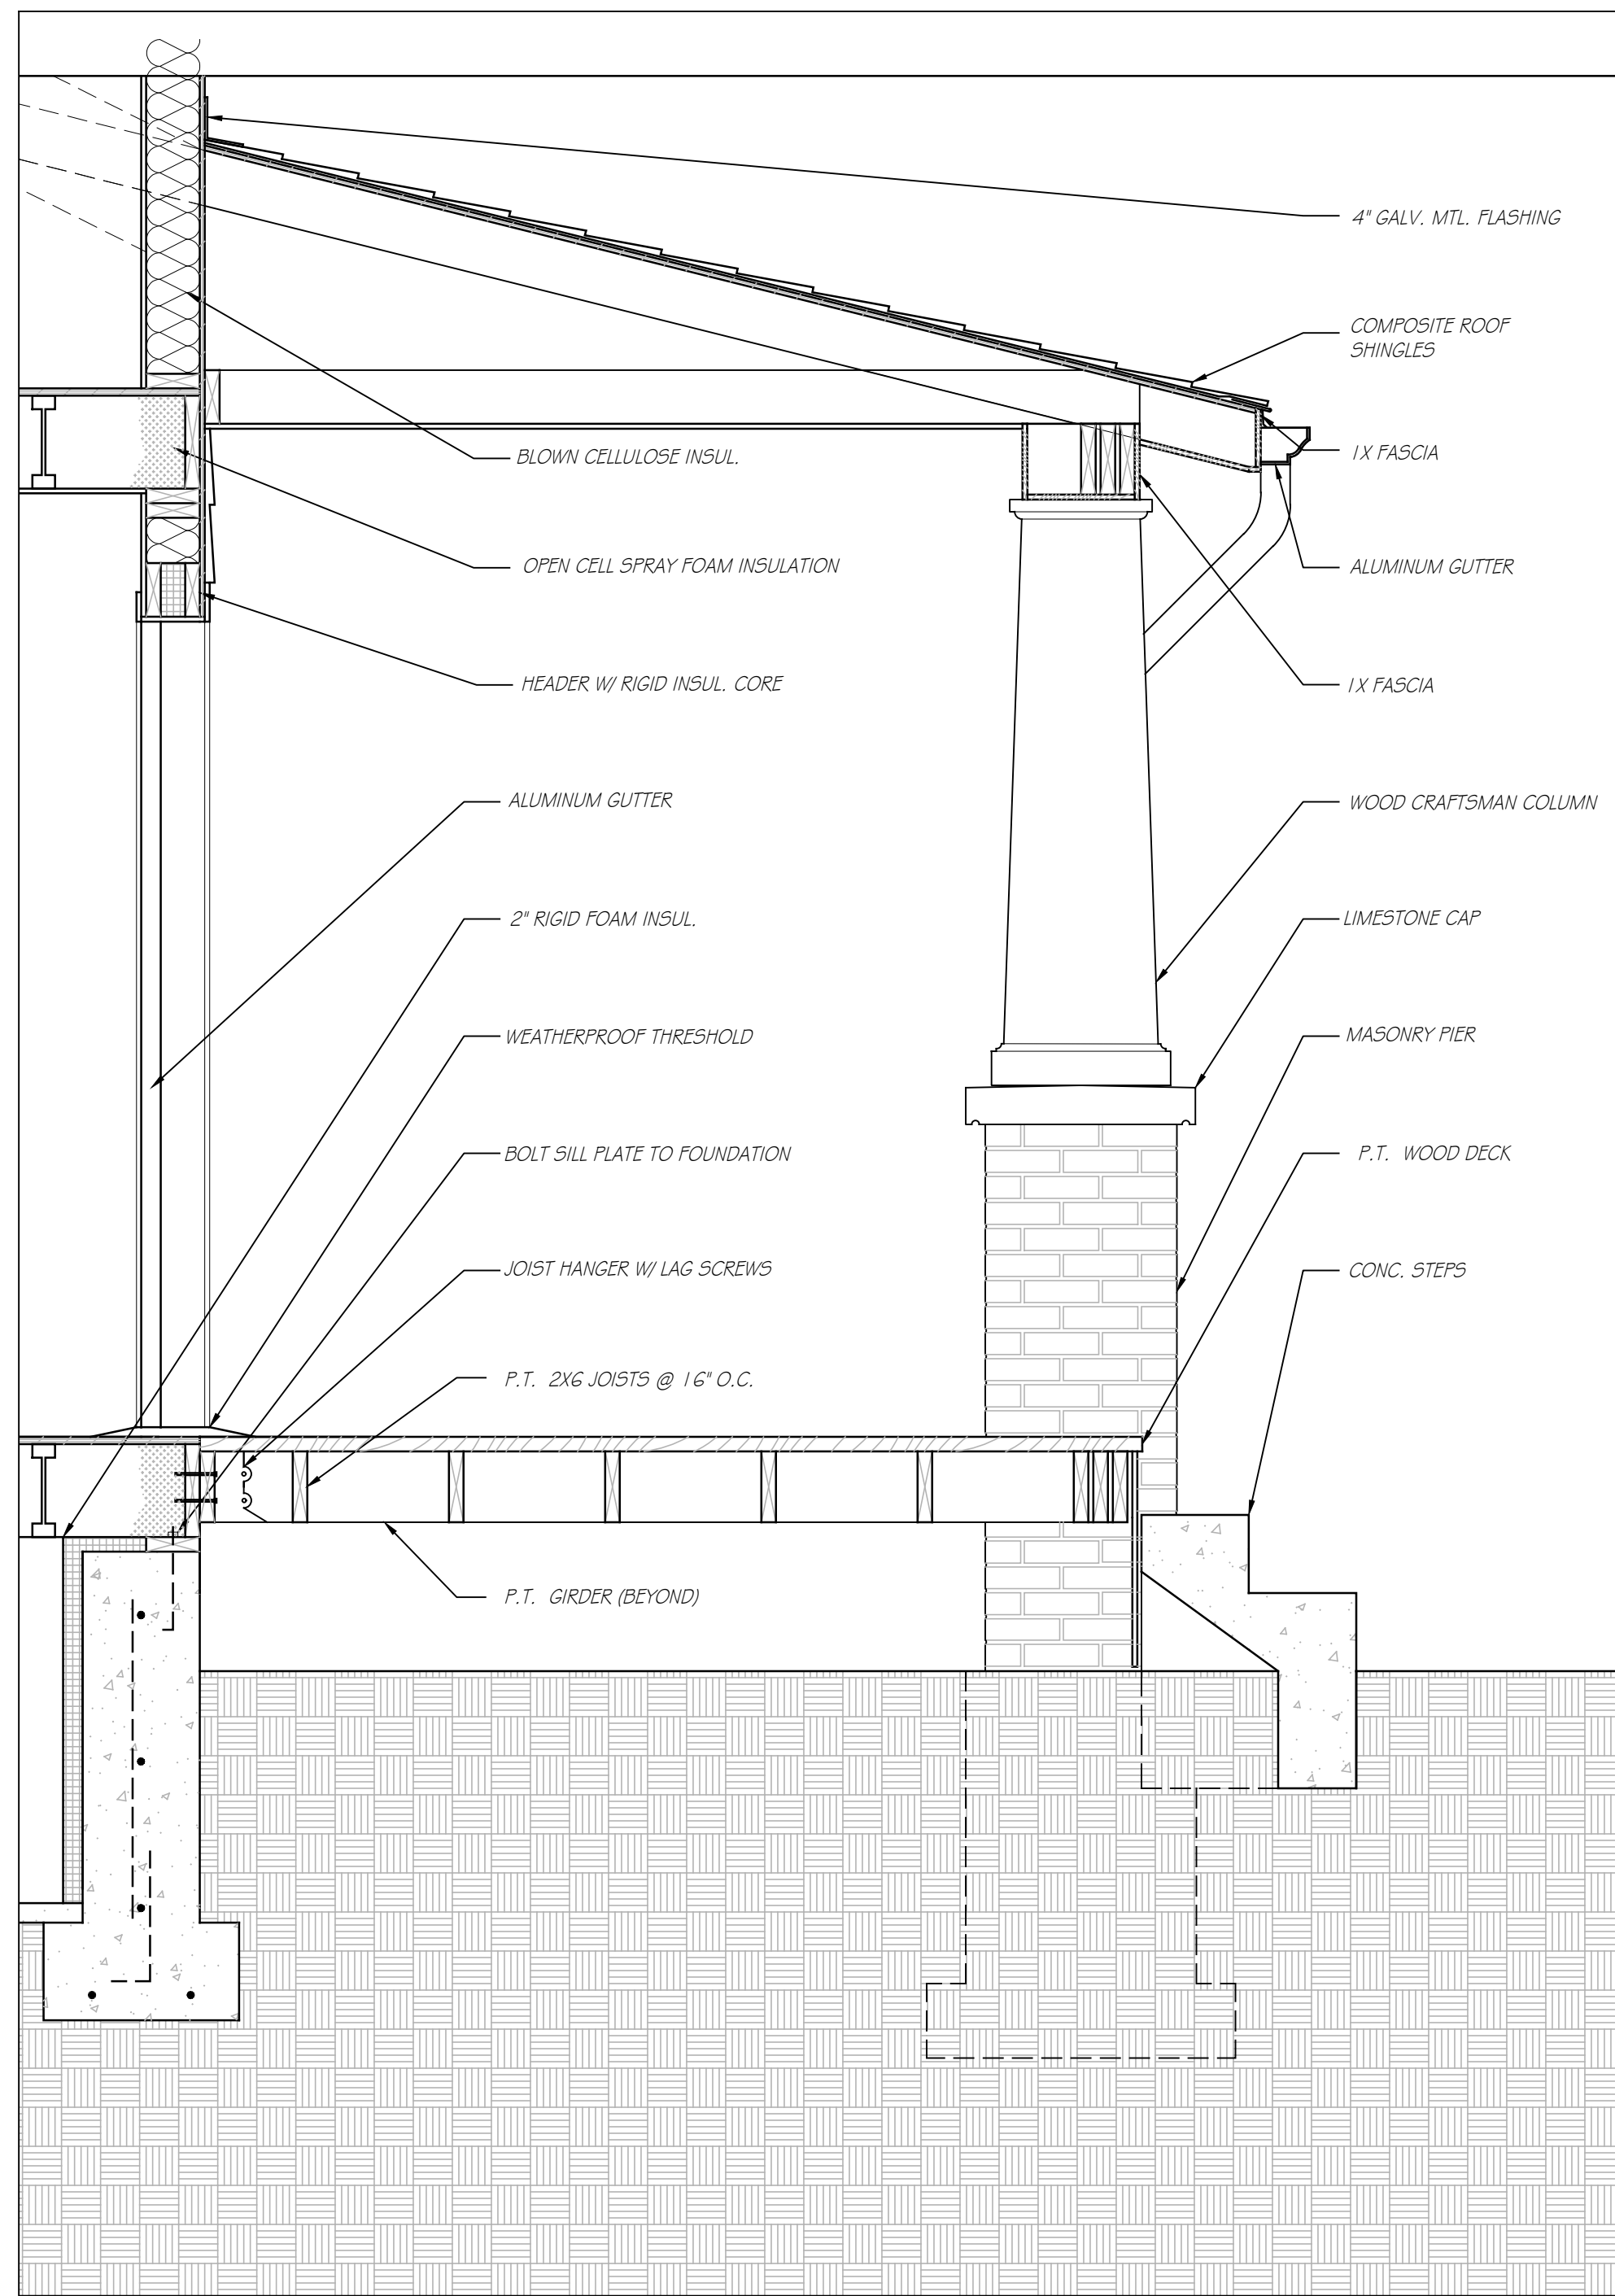 4" GALV. MTL. FLASHING
COMPOSITE ROOF
SHINGLES
1X FASCIA
BLOWN CELLULOSE INSUL.
OPEN CELL SPRAY FOAM INSULATION
ALUMINUM GUTTER
HEADER W/ RIGID INSUL. CORE
1X FASCIA
ALUMINUM GUTTER
WOOD CRAFTSMAN COLUMN
2" RIGID FOAM INSUL.
LIMESTONE CAP
WEATHERPROOF THRESHOLD
MASONRY PIER
BOLT SILL PLATE TO FOUNDATION
P.T. WOOD DECK
JOIST HANGER W/ LAG SCREWS
CONC. STEPS
P.T. 2X6 JOISTS @ 16" O.C.
P.T. GIRDER (BEYOND)